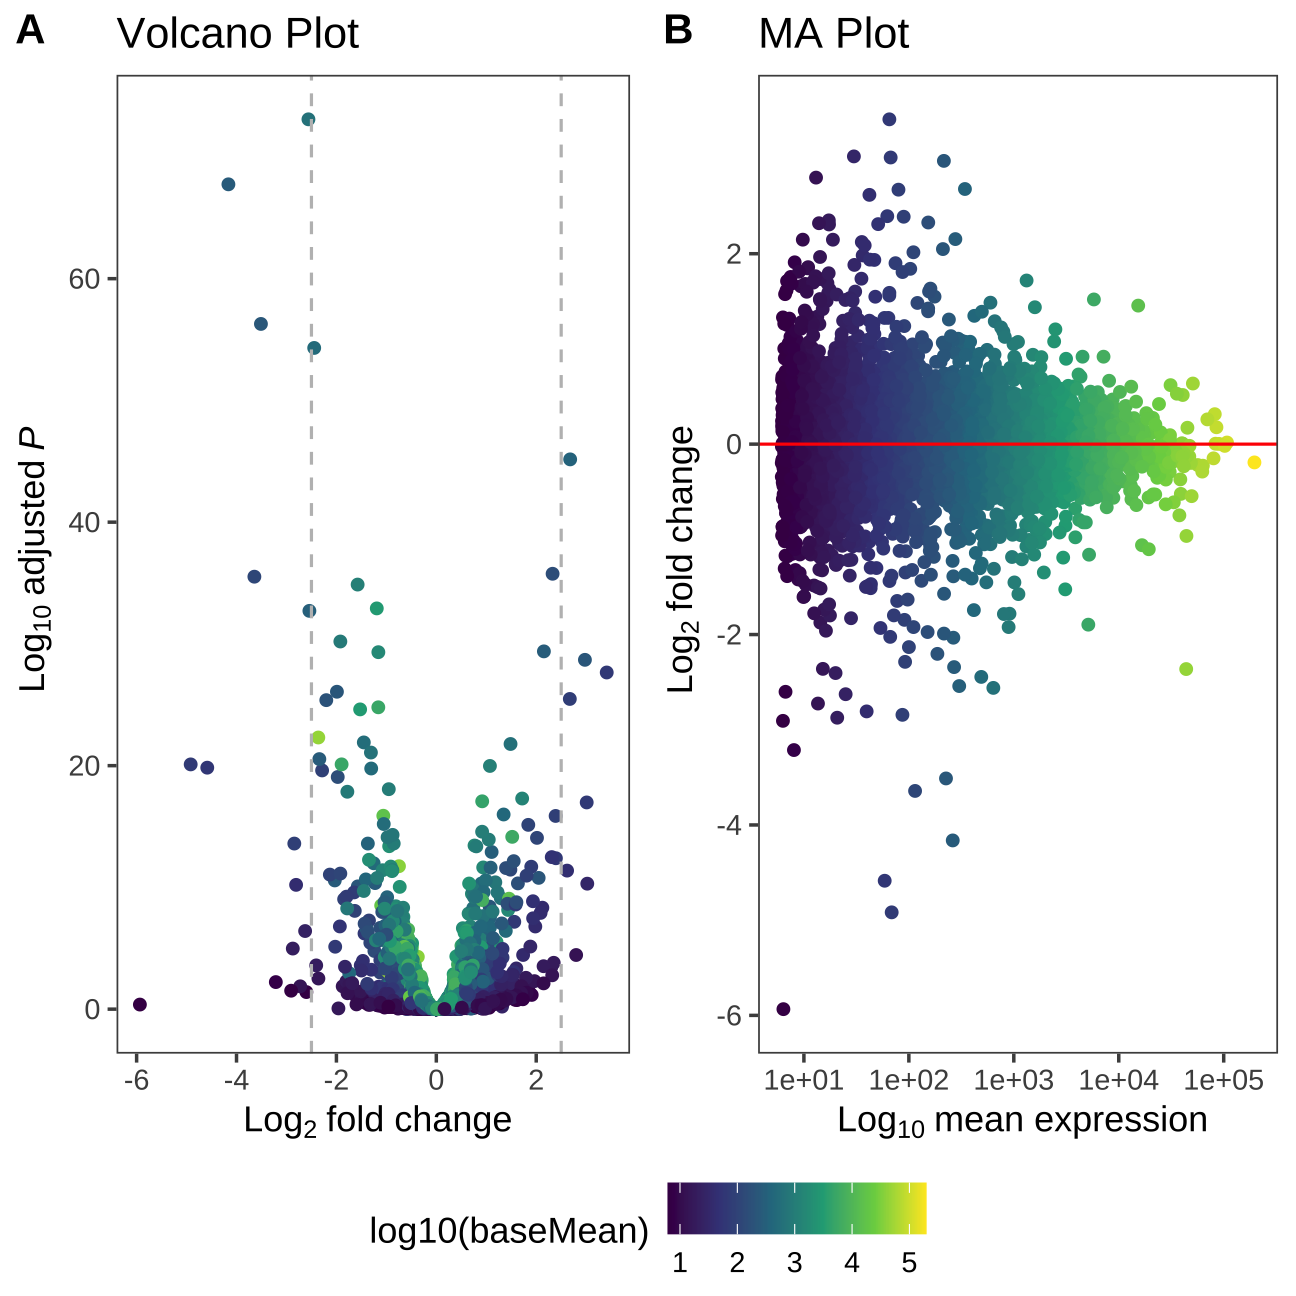 A Volcano Plot
Log10 adjusted P
60
40
20
0
-6 -4 -2 0 2
Log2 fold change
B MA Plot
Log2 fold change
2
0
-2
-4
-6
1e+01 1e+02 1e+03 1e+04 1e+05
Log10 mean expression
log10(baseMean)
1 2 3 4 5